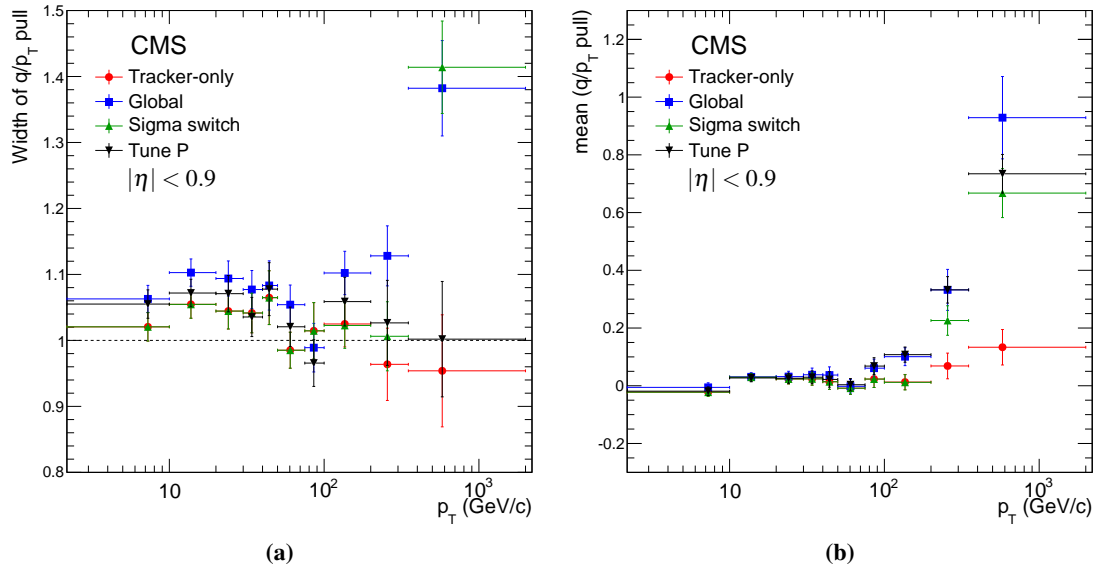 Width of q/p_T pull
1.5
1.4
1.3
1.2
1.1
1
0.9
0.8
CMS
Tracker-only
Global
Sigma switch
Tune P
|η| < 0.9
10
10²
10³
p_T (GeV/c)
(a)
mean (q/p_T pull)
1.2
1
0.8
0.6
0.4
0.2
0
-0.2
CMS
Tracker-only
Global
Sigma switch
Tune P
|η| < 0.9
10
10²
10³
p_T (GeV/c)
(b)